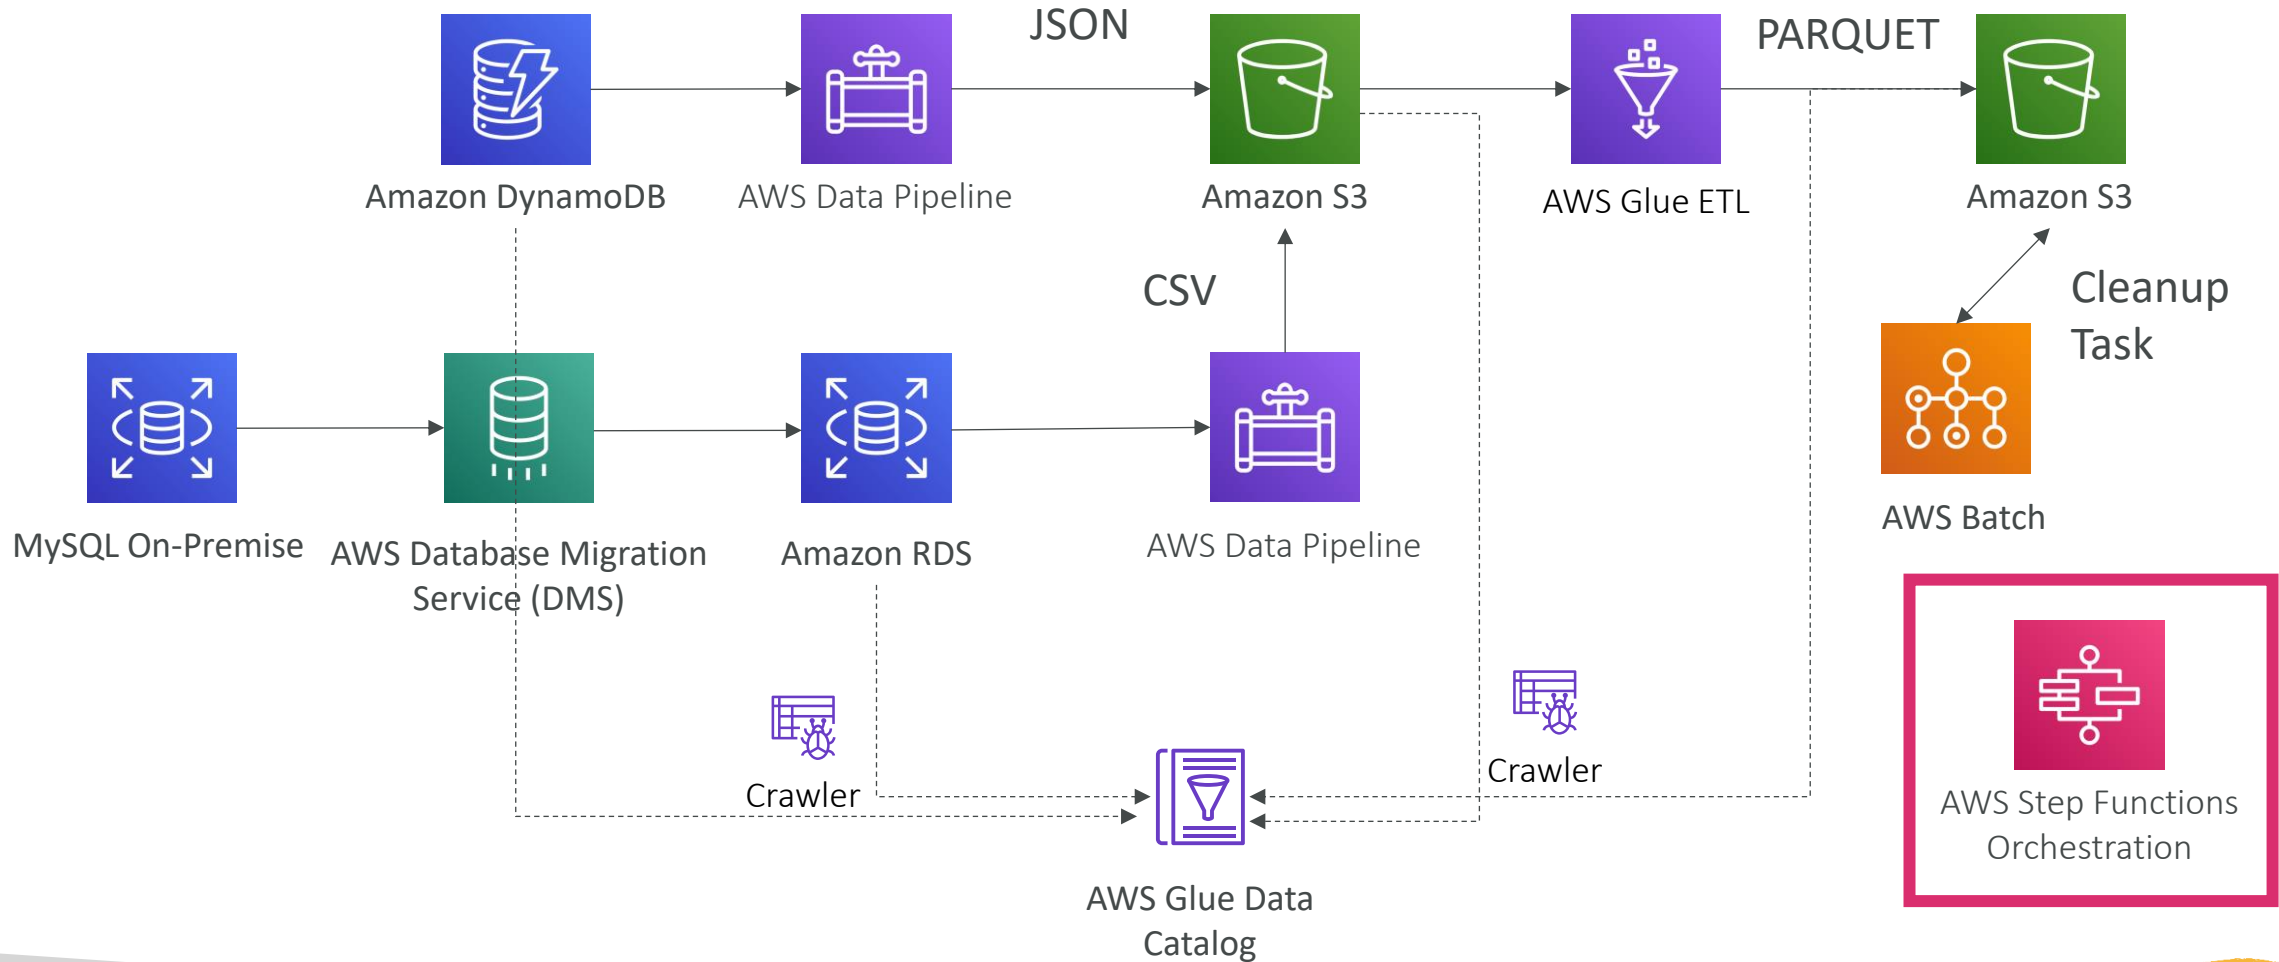 JSON
PARQUET
Amazon DynamoDB
AWS Data Pipeline
Amazon S3
AWS Glue ETL
Amazon S3
CSV
Cleanup
Task
MySQL On-Premise
AWS Database Migration
Service (DMS)
Amazon RDS
AWS Data Pipeline
AWS Batch
Crawler
Crawler
AWS Step Functions
Orchestration
AWS Glue Data
Catalog